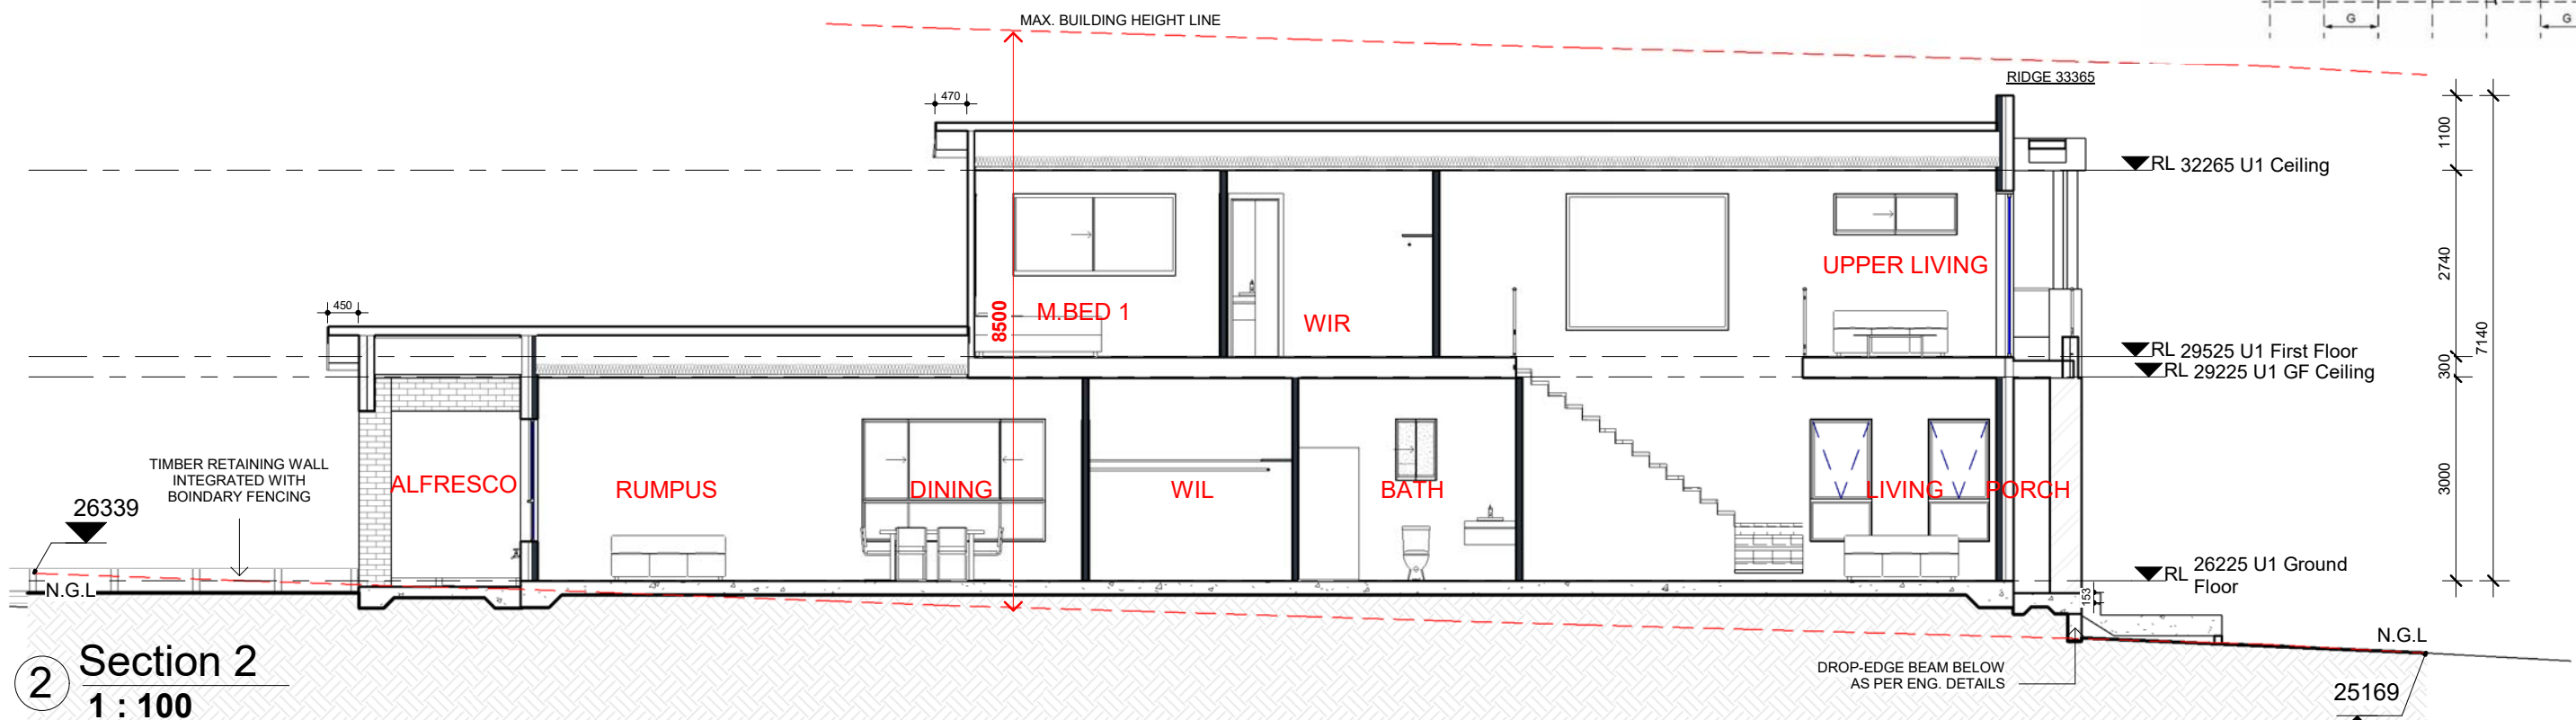 MAX. BUILDING HEIGHT LINE
G
G
RIDGE 33365
470
1100
RL 32265 U1 Ceiling
UPPER LIVING
2740
450
8500
M.BED 1
WIR
7140
RL 29525 U1 First Floor
300
RL 29225 U1 GF Ceiling
TIMBER RETAINING WALL
INTEGRATED WITH
BOINDARY FENCING
26339
ALFRESCO
RUMPUS
DINING
WIL
BATH
LIVING
PORCH
3000
RL 26225 U1 Ground
Floor
N.G.L
153
N.G.L
DROP-EDGE BEAM BELOW
AS PER ENG. DETAILS
25169
2
Section 2
1 : 100